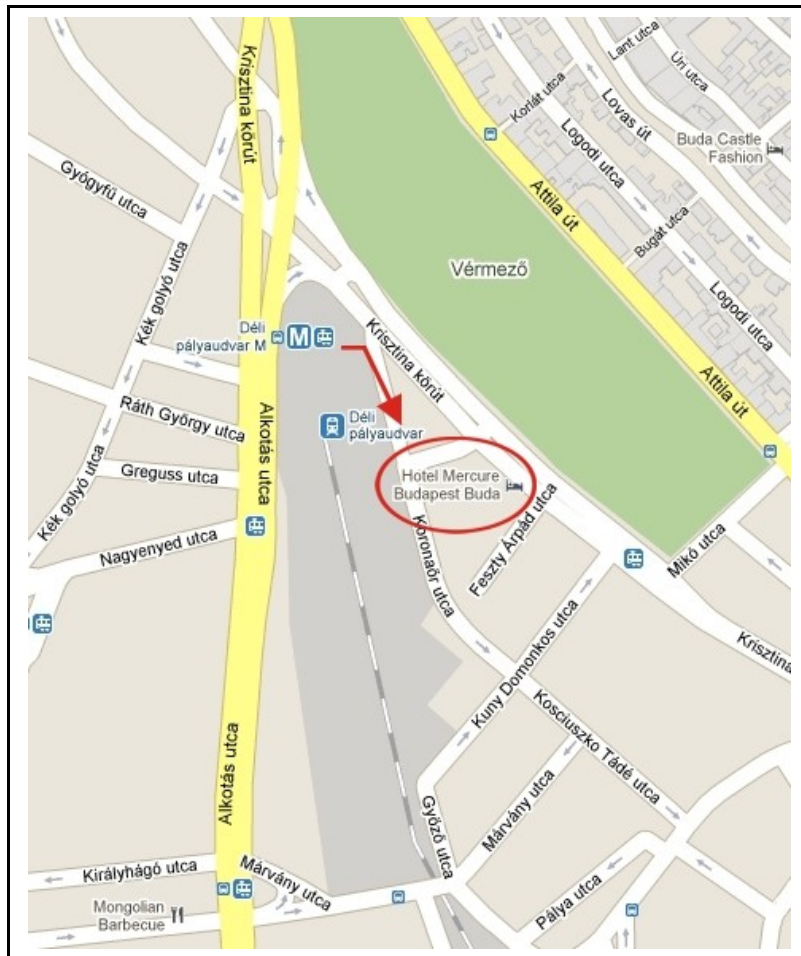 Krisztina körút
Gyógyfű utca
Kék golyó utca
Lant utca
Úri utca
Korlát utca
Lovas út
Logodi utca
Buda Castle
Fashion
Attila út
Bugát utca
Logodi utca
Vérmező
Déli
pályaudvar M
M
Krisztina körút
Attila út
Ráth György utca
Alkotás utca
Déli
pályaudvar
Greguss utca
Kék golyó utca
Hotel Mercure
Budapest Buda
Nagyenyed utca
Koronaőr utca
Feszty Árpád utca
Mikó utca
Kuny Domonkos utca
Krisztina
Kosciuszko Tádé utca
Alkotás utca
Győző utca
Márvány utca
Királyhágó utca
Márvány utca
Mongolian
Barbecue
Pálya utca